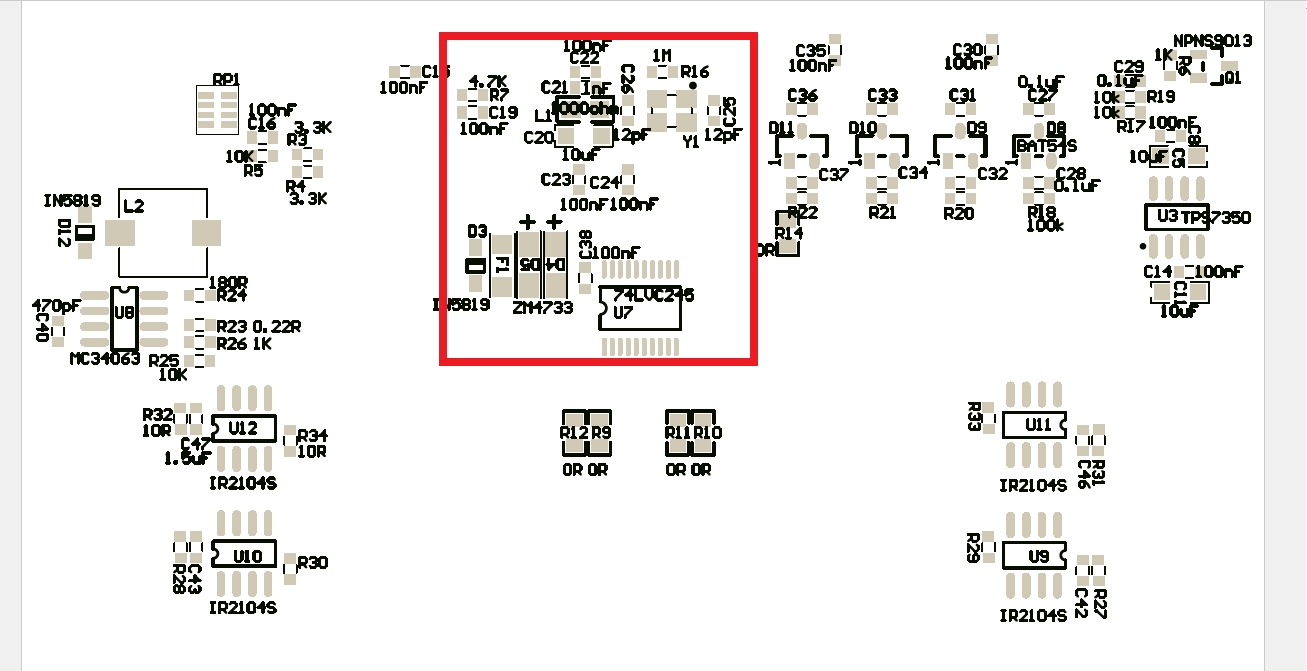 RP1
100nF
C16
3.3K
R3
10K
R5
R4
3.3K
C15
100nF
100nF
C22
4.7K
R7
C21 1nF
C26
1M
R16
L1
C19
100nF
C20
10uF
12pF
C25
12pF
Y1
C23
C24
100nF
100nF
D3
F1
D5
D4
C38
100nF
IN5819
ZM4733
74LVC245
U7
C35
100nF
C30
100nF
C36
C33
C31
0.1uF
C27
D11
D10
D9
D8
BAT54S
1
1
1
1
C37
C34
C32
C28
0.1uF
R22
R21
R20
R18
100k
R14
NPNS9013
1K
R6
Q1
C29
0.1uF
10k
R19
10k
R17
100nF
C8
10uF
C5
U3
TPS7350
C14
100nF
10uF
IN5819
D12
L2
470pF
C40
U8
MC34063
180R
R24
R23 0.22R
R26 1K
R25
10K
R32
10R
C47
1.5uF
U12
R34
10R
IR2104S
R12
R9
R11
R10
0R
0R
0R
0R
R33
U11
C46
R31
IR2104S
R28
C43
U10
R30
IR2104S
R29
U9
C42
R27
IR2104S